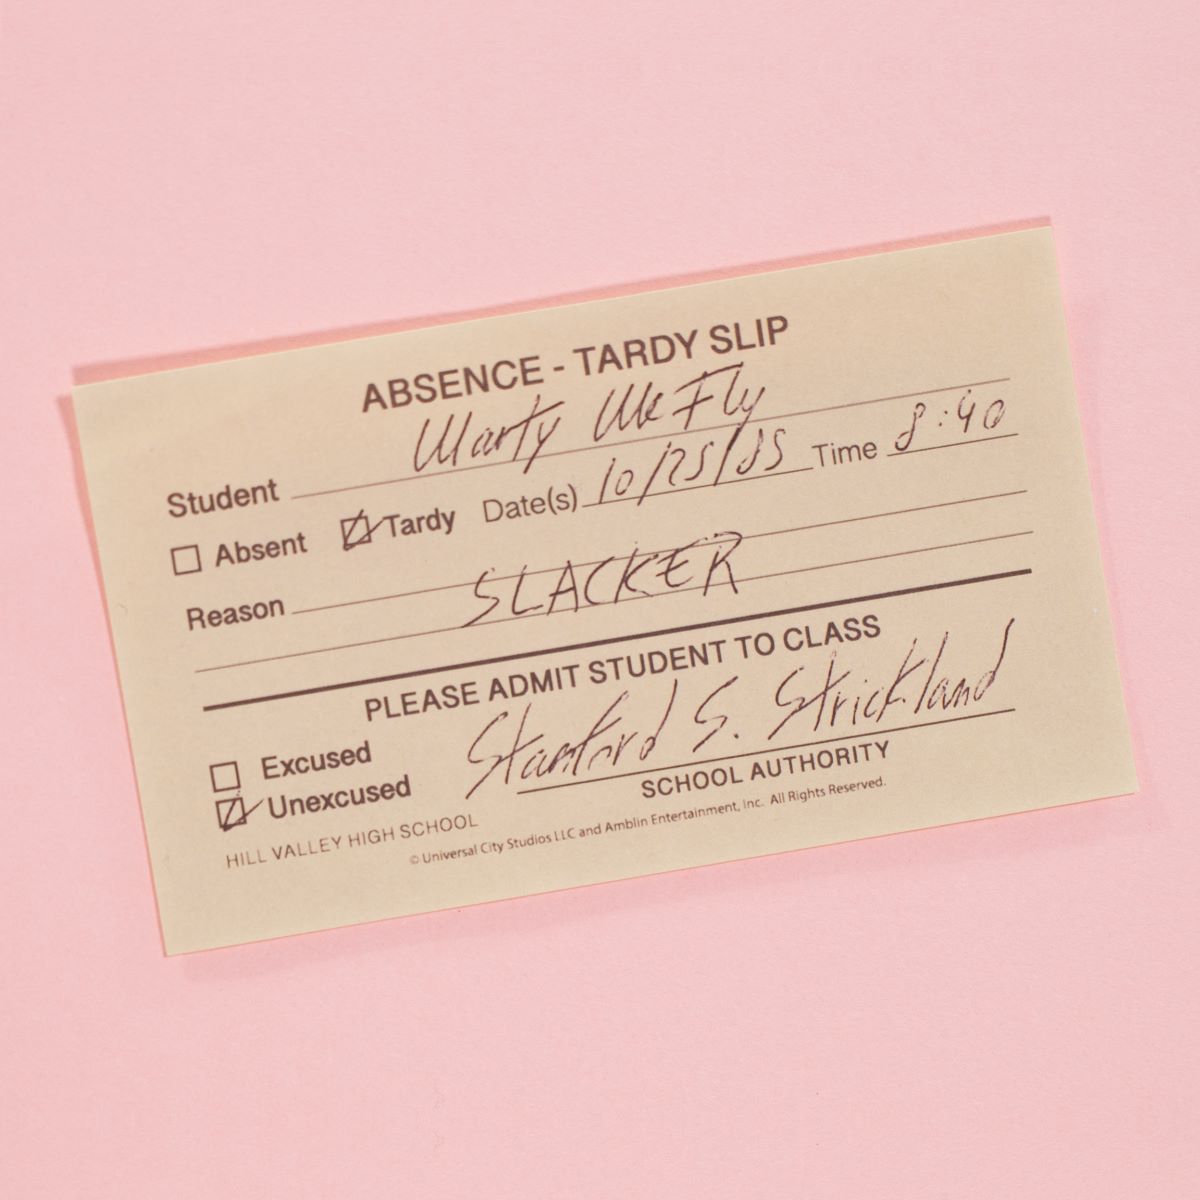 ABSENCE - TARDY SLIP
Student Marty McFly
Absent Tardy Date(s) 10/25/85 Time 8:40
Reason SLACKER
PLEASE ADMIT STUDENT TO CLASS
Excused
Unexcused
Stanford S. Strickland
SCHOOL AUTHORITY
HILL VALLEY HIGH SCHOOL
© Universal City Studios LLC and Amblin Entertainment, Inc. All Rights Reserved.